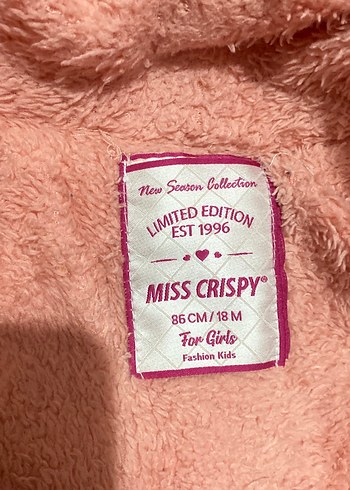 New Season Collection
LIMITED EDITION
EST 1996
MISS CRISPY®
86 CM / 18 M
For Girls
Fashion Kids